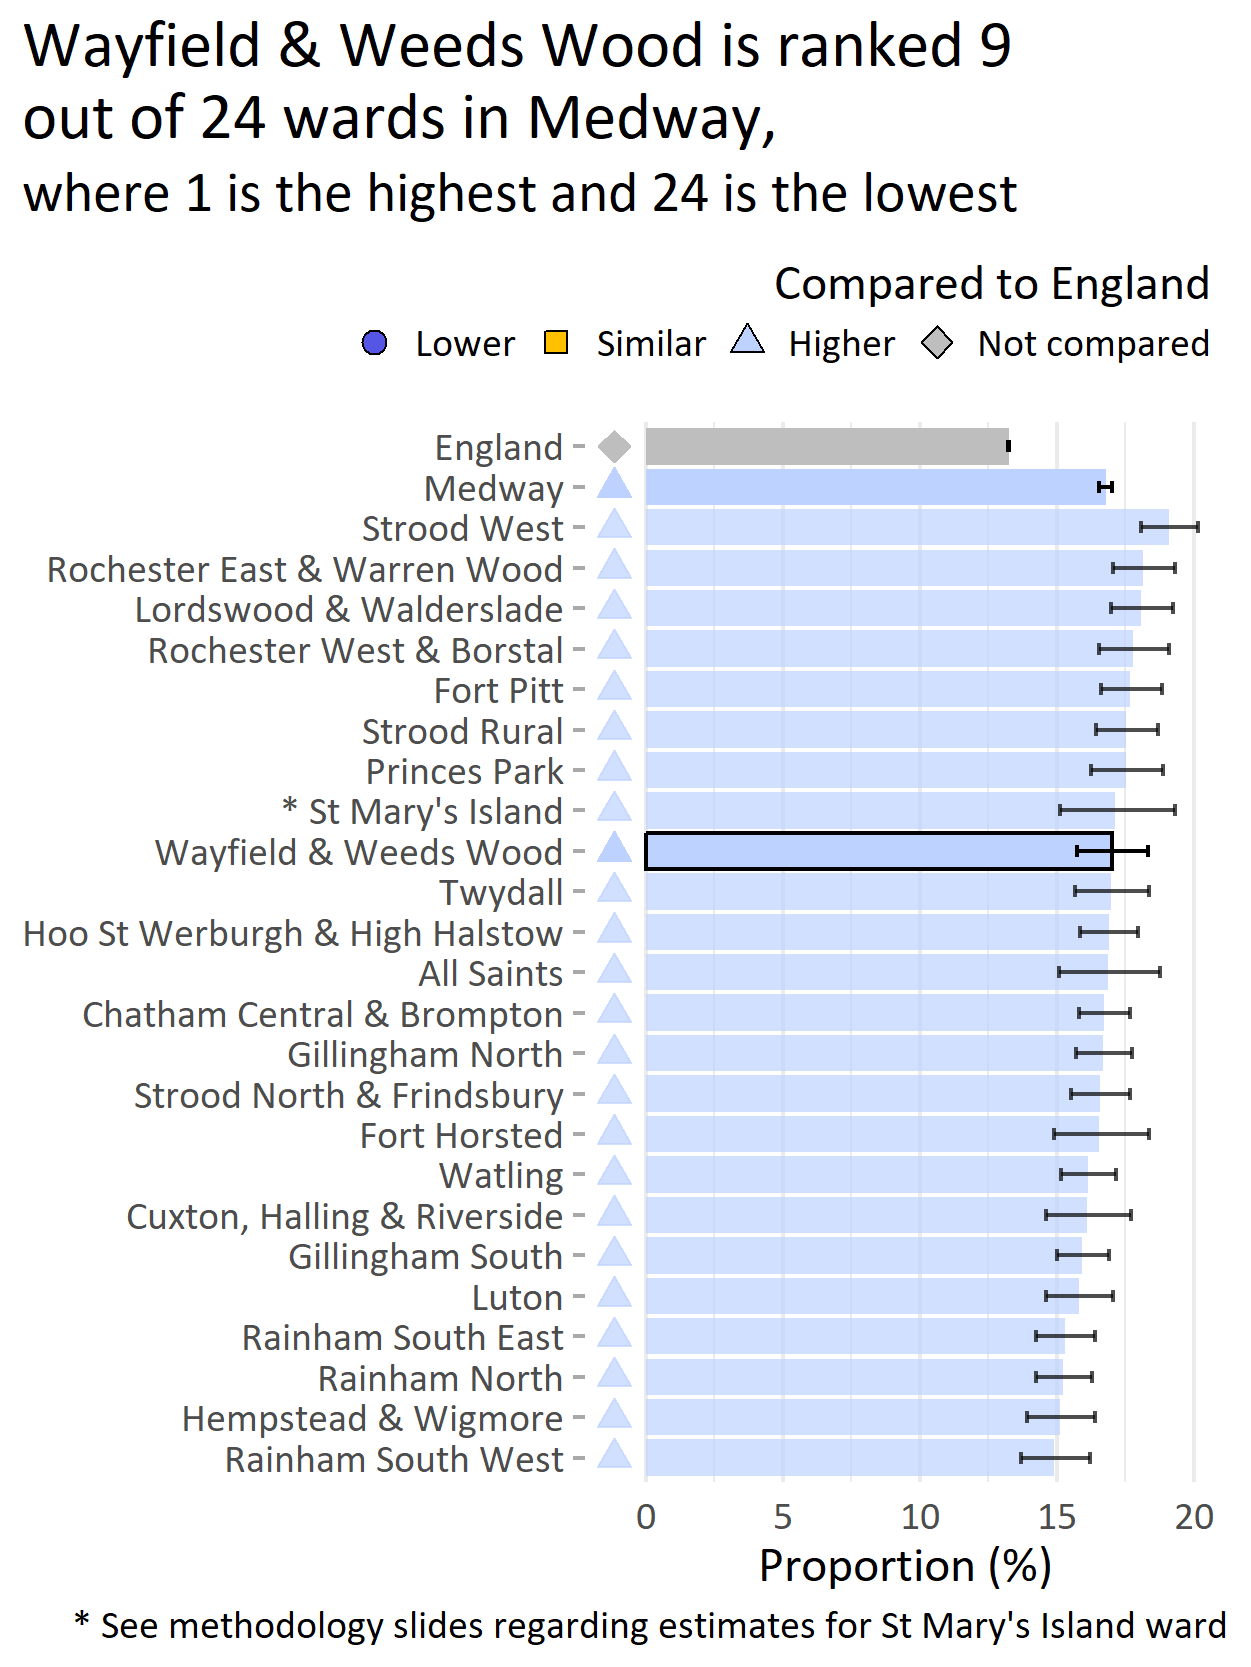 Wayfield & Weeds Wood is ranked 9
out of 24 wards in Medway,
where 1 is the highest and 24 is the lowest
Compared to England
Lower Similar Higher Not compared
England
Medway
Strood West
Rochester East & Warren Wood
Lordswood & Walderslade
Rochester West & Borstal
Fort Pitt
Strood Rural
Princes Park
* St Mary's Island
Wayfield & Weeds Wood
Twydall
Hoo St Werburgh & High Halstow
All Saints
Chatham Central & Brompton
Gillingham North
Strood North & Frindsbury
Fort Horsted
Watling
Cuxton, Halling & Riverside
Gillingham South
Luton
Rainham South East
Rainham North
Hempstead & Wigmore
Rainham South West
0 5 10 15 20
Proportion (%)
* See methodology slides regarding estimates for St Mary's Island ward